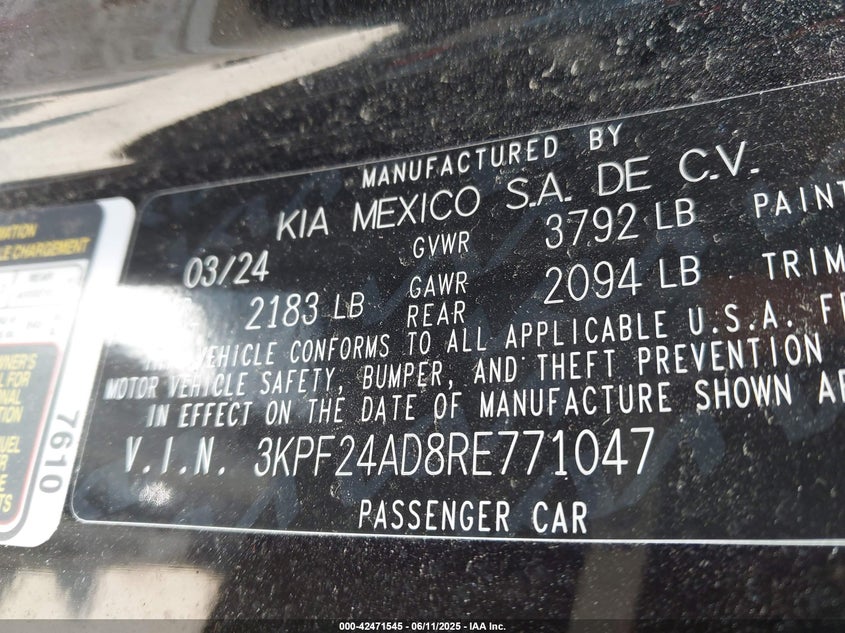 MANUFACTURED BY
KIA MEXICO S.A. DE C.V.
03/24 GVWR 3792 LB PAINT
2183 LB GAWR REAR 2094 LB TRIM
VEHICLE CONFORMS TO ALL APPLICABLE U.S.A.
MOTOR VEHICLE SAFETY, BUMPER, AND THEFT PREVENTION
IN EFFECT ON THE DATE OF MANUFACTURE SHOWN
V.I.N. 3KPF24AD8RE771047
PASSENGER CAR
7610
000-42471545 - 06/11/2025 - IAA Inc.